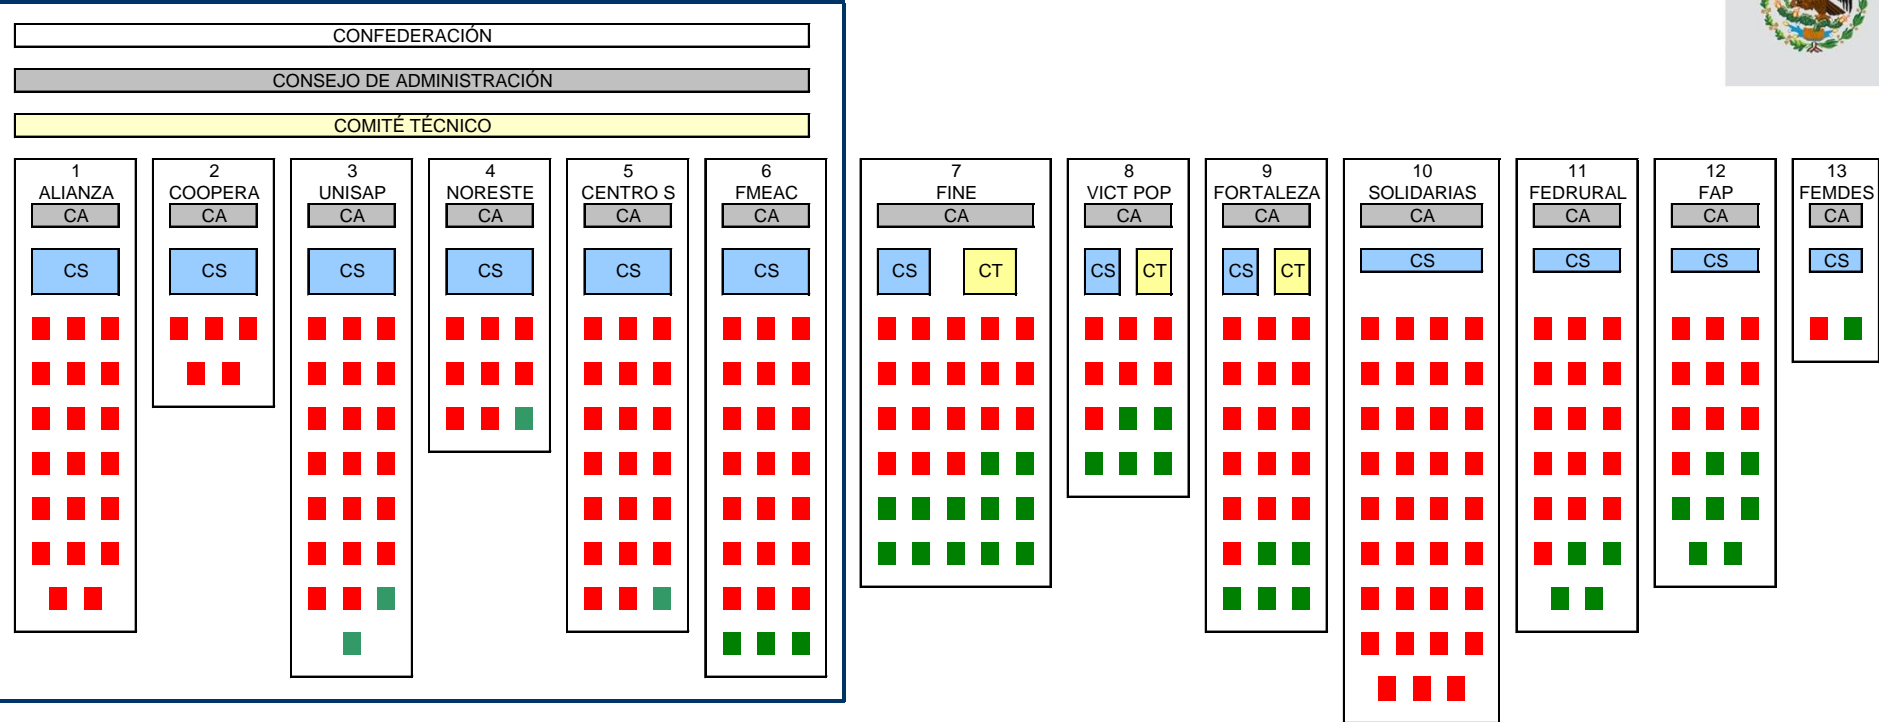 CONFEDERACIÓN
CONSEJO DE ADMINISTRACIÓN
COMITÉ TÉCNICO
1 2 3 4 5 6 7 8 9 10 11 12 13
ALIANZA COOPERA UNISAP NORESTE CENTRO S FMEAC FINE VICT POP FORTALEZA SOLIDARIAS FEDRURAL FAP FEMDES
CA CA CA CA CA CA CA CA CA CA CA CA CA
CS CS CS CS CS CS CS CT CS CT CS CT CS CS CS CS